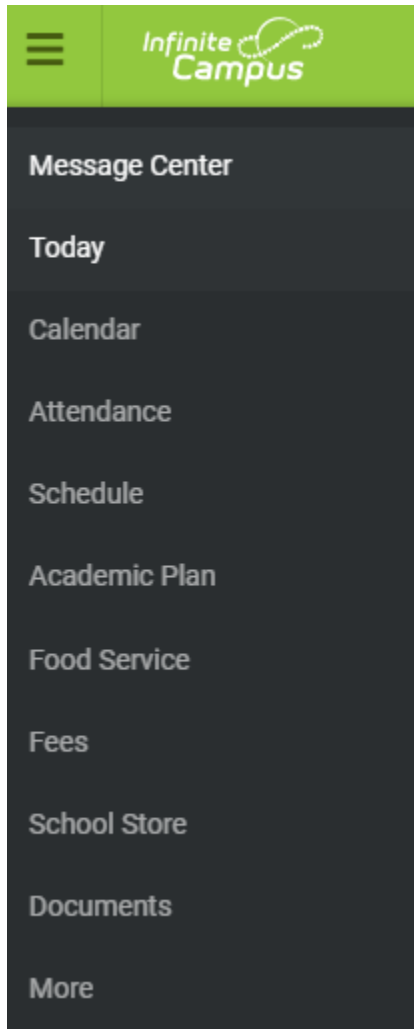 Infinite
Campus
Message Center
Today
Calendar
Attendance
Schedule
Academic Plan
Food Service
Fees
School Store
Documents
More